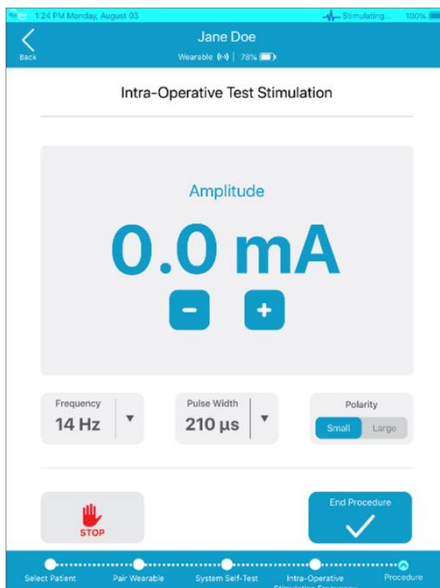 1:24 PM Monday, August 03
Stimulating... 100%
Jane Doe
Back
Wearable 78%
Intra-Operative Test Stimulation
Amplitude
0.0 mA
- +
Frequency
14 Hz
Pulse Width
210 µs
Polarity
Small Large
STOP
End Procedure
Select Patient Pair Wearable System Self-Test Intra-Operative Procedure
Stimulation Frequency